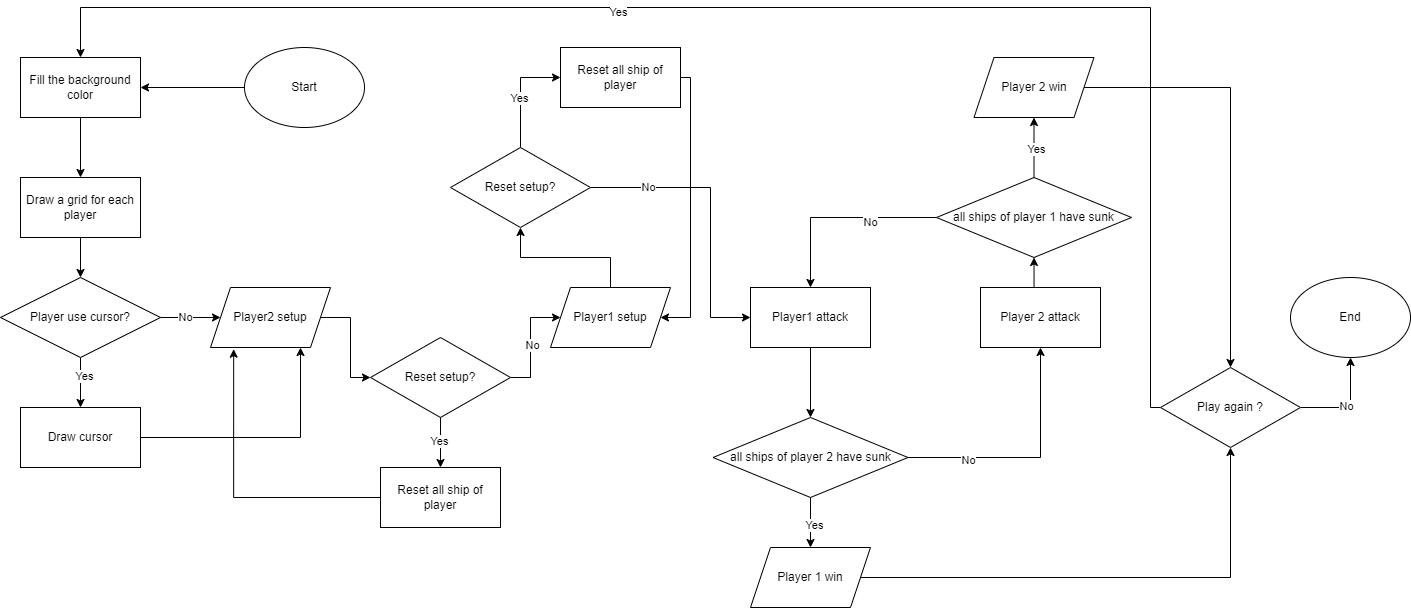 Yes
Fill the background
color
Start
Reset all ship of
player
Player 2 win
Yes
Yes
Draw a grid for each
player
Reset setup?
No
all ships of player 1 have sunk
No
Player use cursor?
No
Player2 setup
Player1 setup
Player1 attack
Player 2 attack
End
No
Yes
Reset setup?
Play again ?
No
Draw cursor
Yes
all ships of player 2 have sunk
No
Reset all ship of
player
Yes
Player 1 win